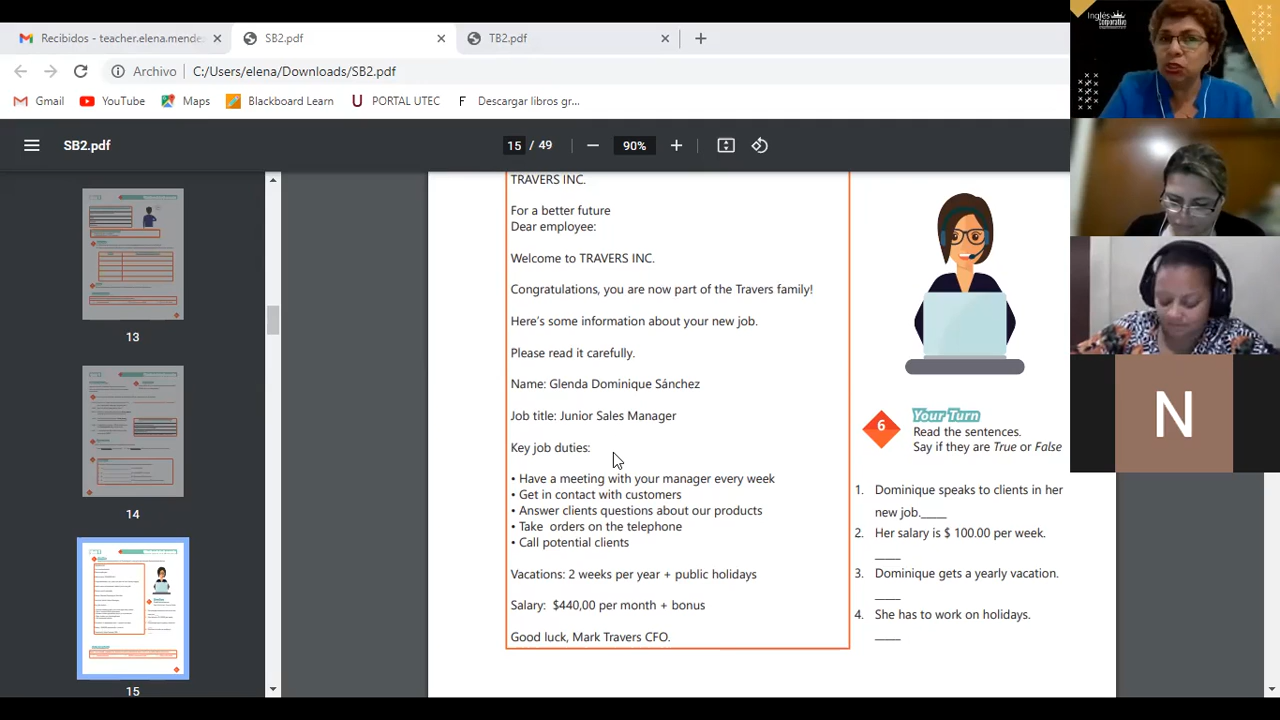 Recibidos - teacher.elena.mende
SB2.pdf
TB2.pdf
Archivo
C:/Users/elena/Downloads/SB2.pdf
Gmail
YouTube
Maps
Blackboard Learn
U PORTAL UTEC
F Descargar libros gr...
SB2.pdf
15 / 49
90%
13
14
15
TRAVERS INC.
For a better future
Dear employee:
Welcome to TRAVERS INC.
Congratulations, you are now part of the Travers family!
Here's some information about your new job.
Please read it carefully.
Name: Glenda Dominique Sánchez
Job title: Junior Sales Manager
Key job duties:
• Have a meeting with your manager every week
• Get in contact with customers
• Answer clients questions about our products
• Take orders on the telephone
• Call potential clients
Vacations: 2 weeks per year + public holidays
Salary: $440,00 per month + bonus
Good luck, Mark Travers CFO.
6
Your Turn
Read the sentences.
Say if they are True or False
1. Dominique speaks to clients in her
new job.____
2. Her salary is $ 100.00 per week.
____
3. Dominique gets a yearly vacation.
____
4. She has to work on holidays.
____
Inglés
Corporativo
N